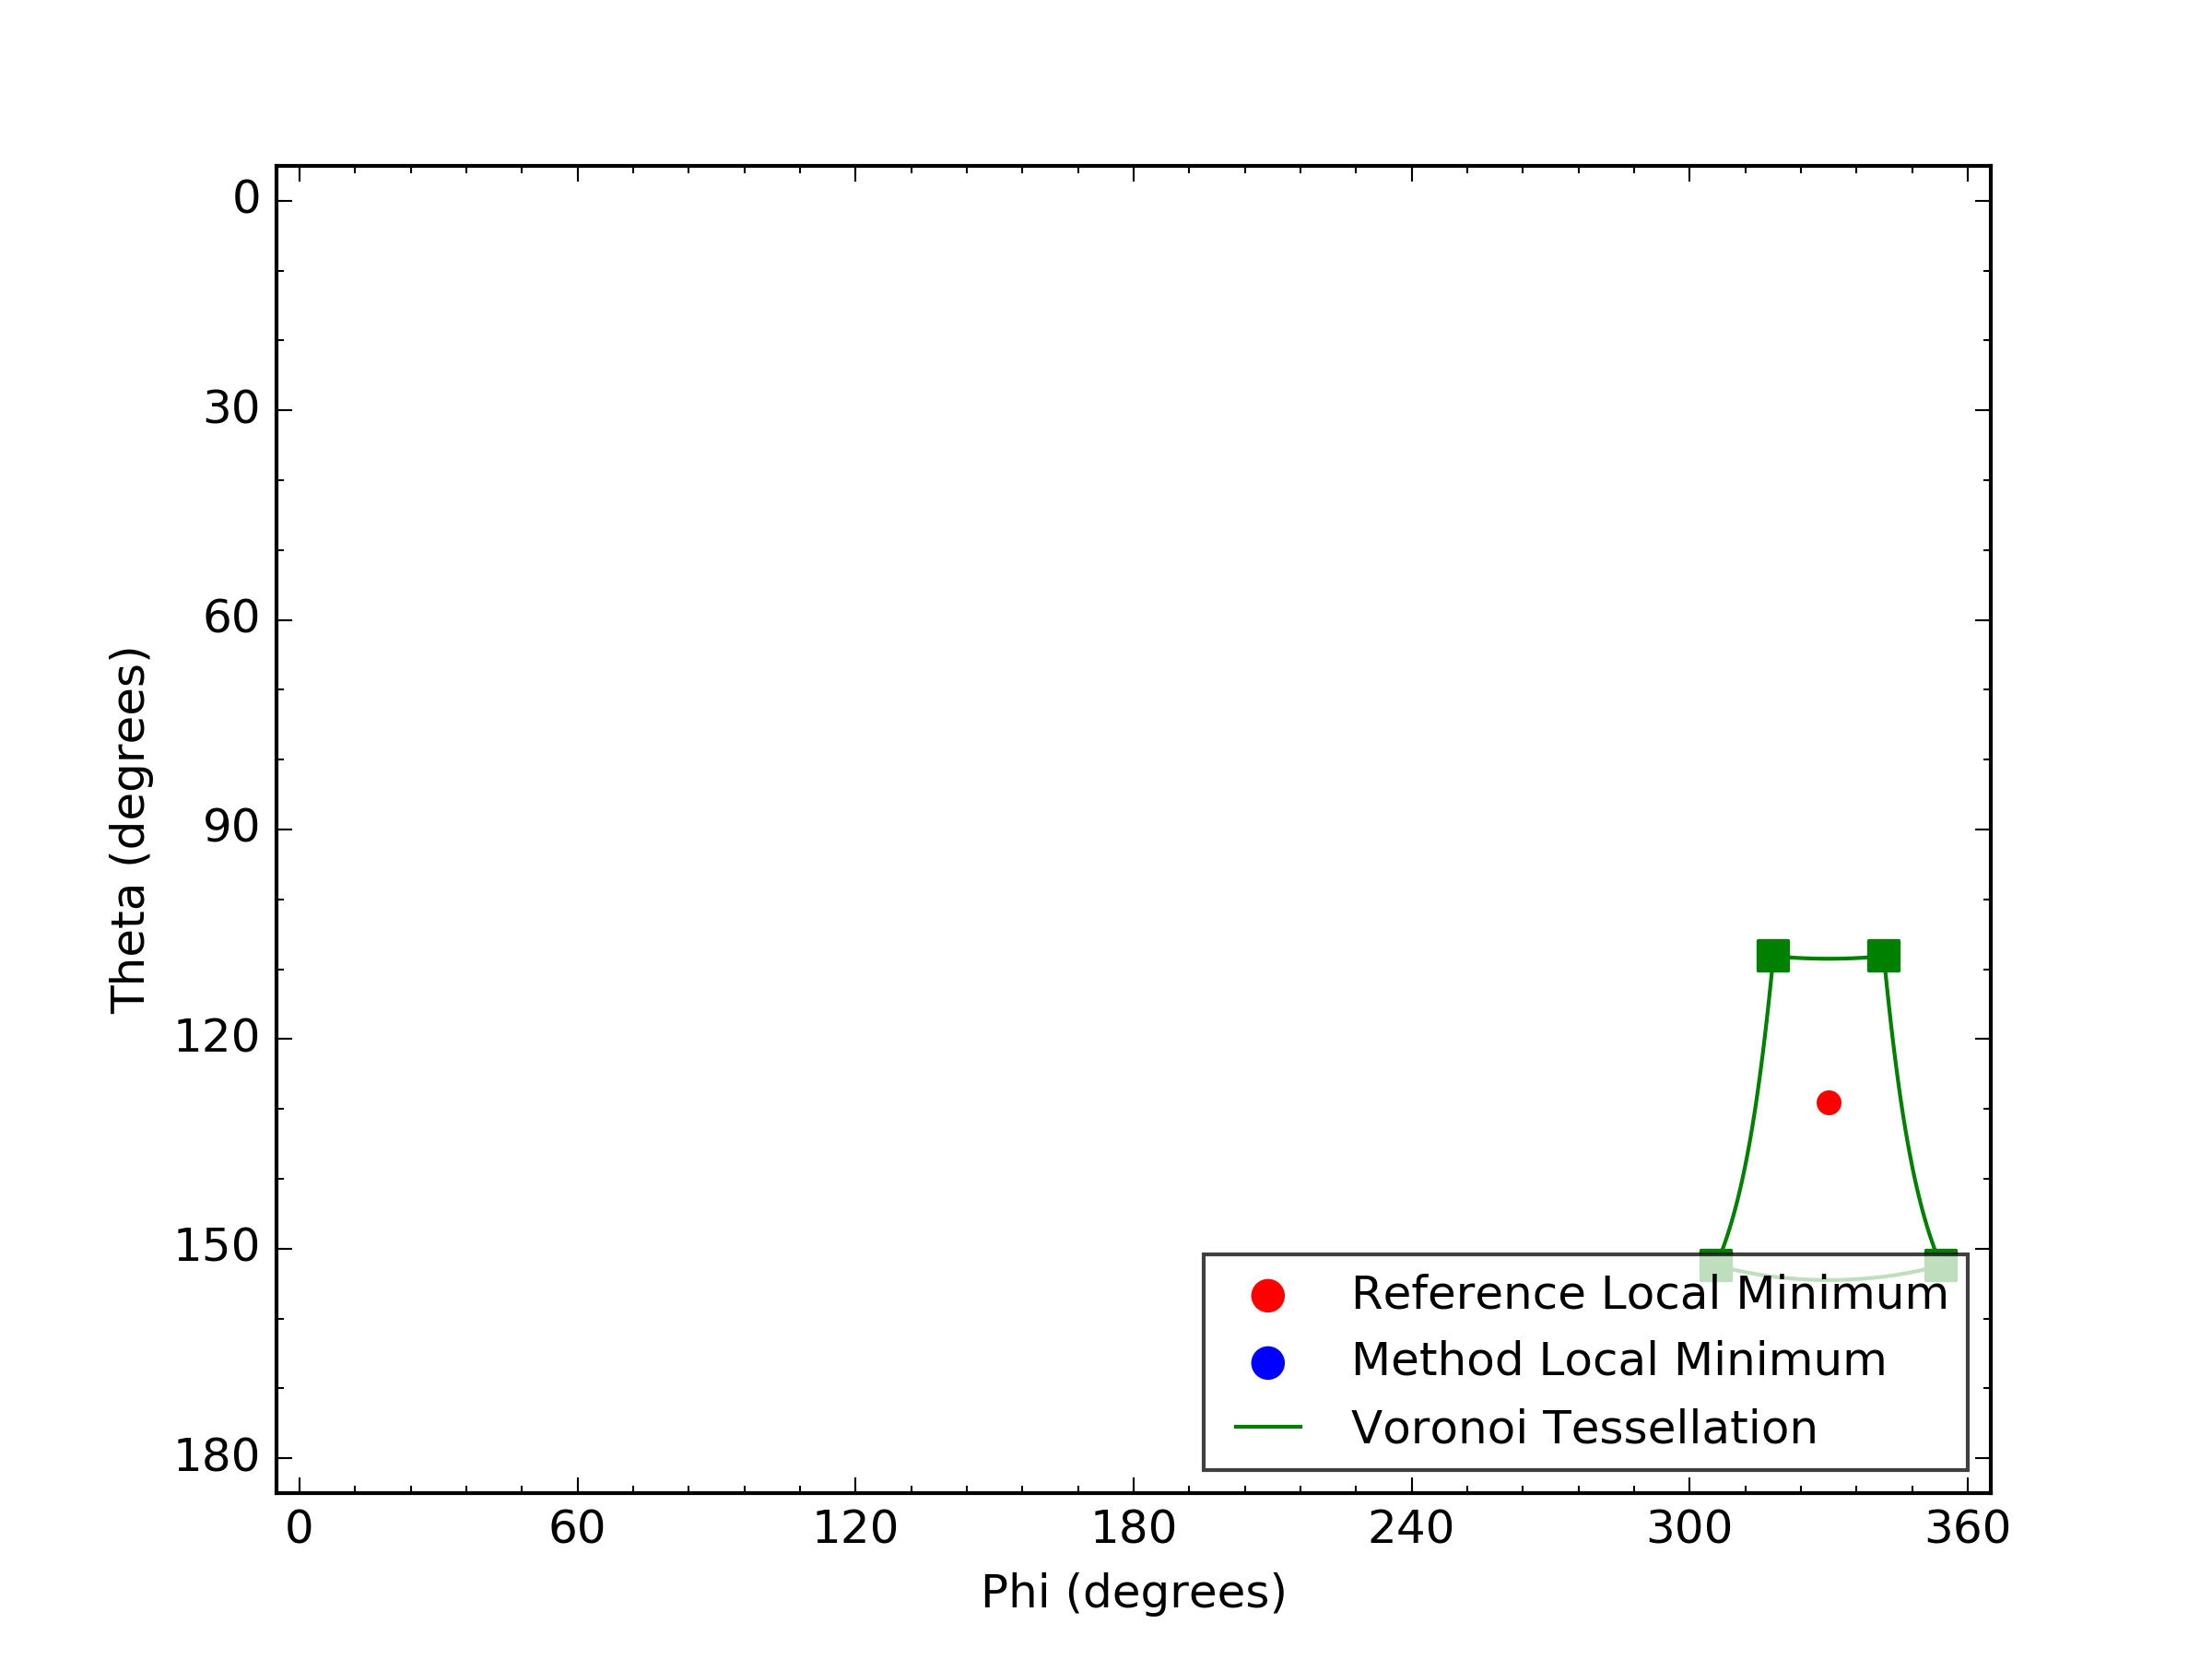 0
30
60
90
120
150
180
Theta (degrees)
Reference Local Minimum
Method Local Minimum
Voronoi Tessellation
0 60 120 180 240 300 360
Phi (degrees)